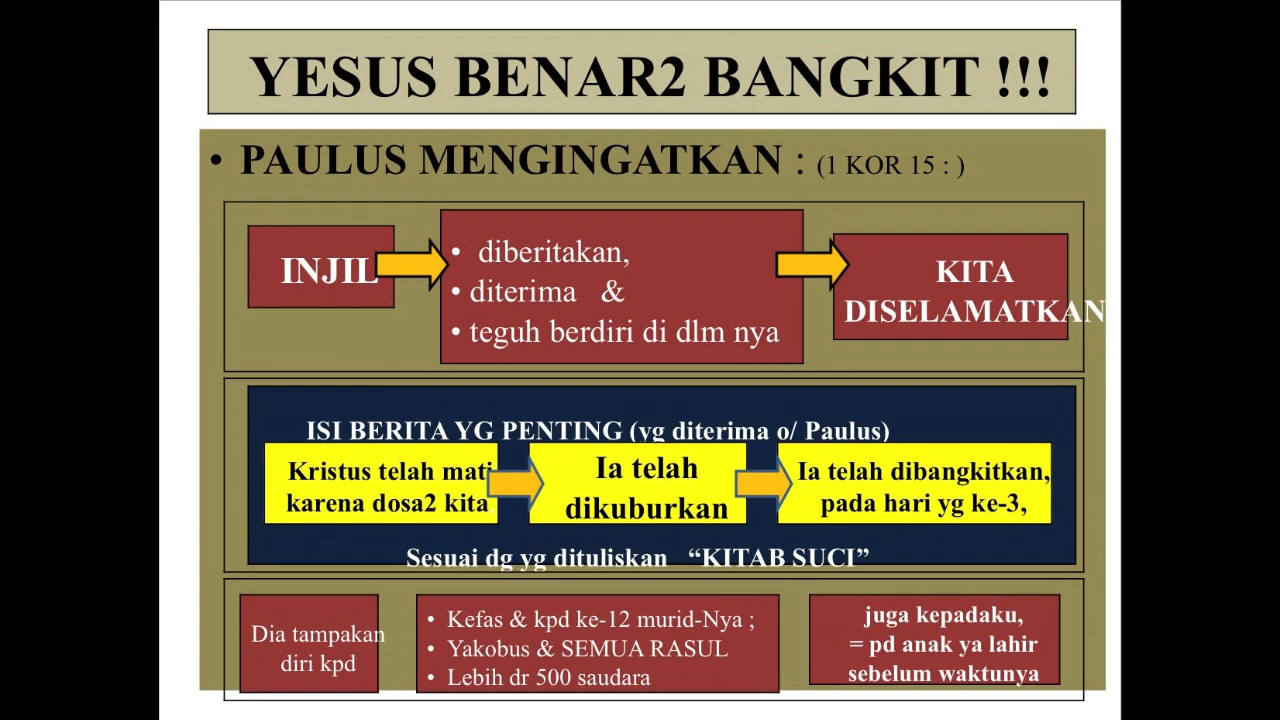 YESUS BENAR2 BANGKIT !!!
• PAULUS MENGINGATKAN : (1 KOR 15 : )
INJIL
• diberitakan,
• diterima &
• teguh berdiri di dlm nya
KITA
DISELAMATKAN
ISI BERITA YG PENTING (yg diterima o/ Paulus)
Kristus telah mati
karena dosa2 kita
Ia telah
dikuburkan
Ia telah dibangkitkan,
pada hari yg ke-3,
Sesuai dg yg dituliskan “KITAB SUCI”
Dia tampakan
diri kpd
• Kefas & kpd ke-12 murid-Nya ;
• Yakobus & SEMUA RASUL
• Lebih dr 500 saudara
juga kepadaku,
= pd anak ya lahir
sebelum waktunya